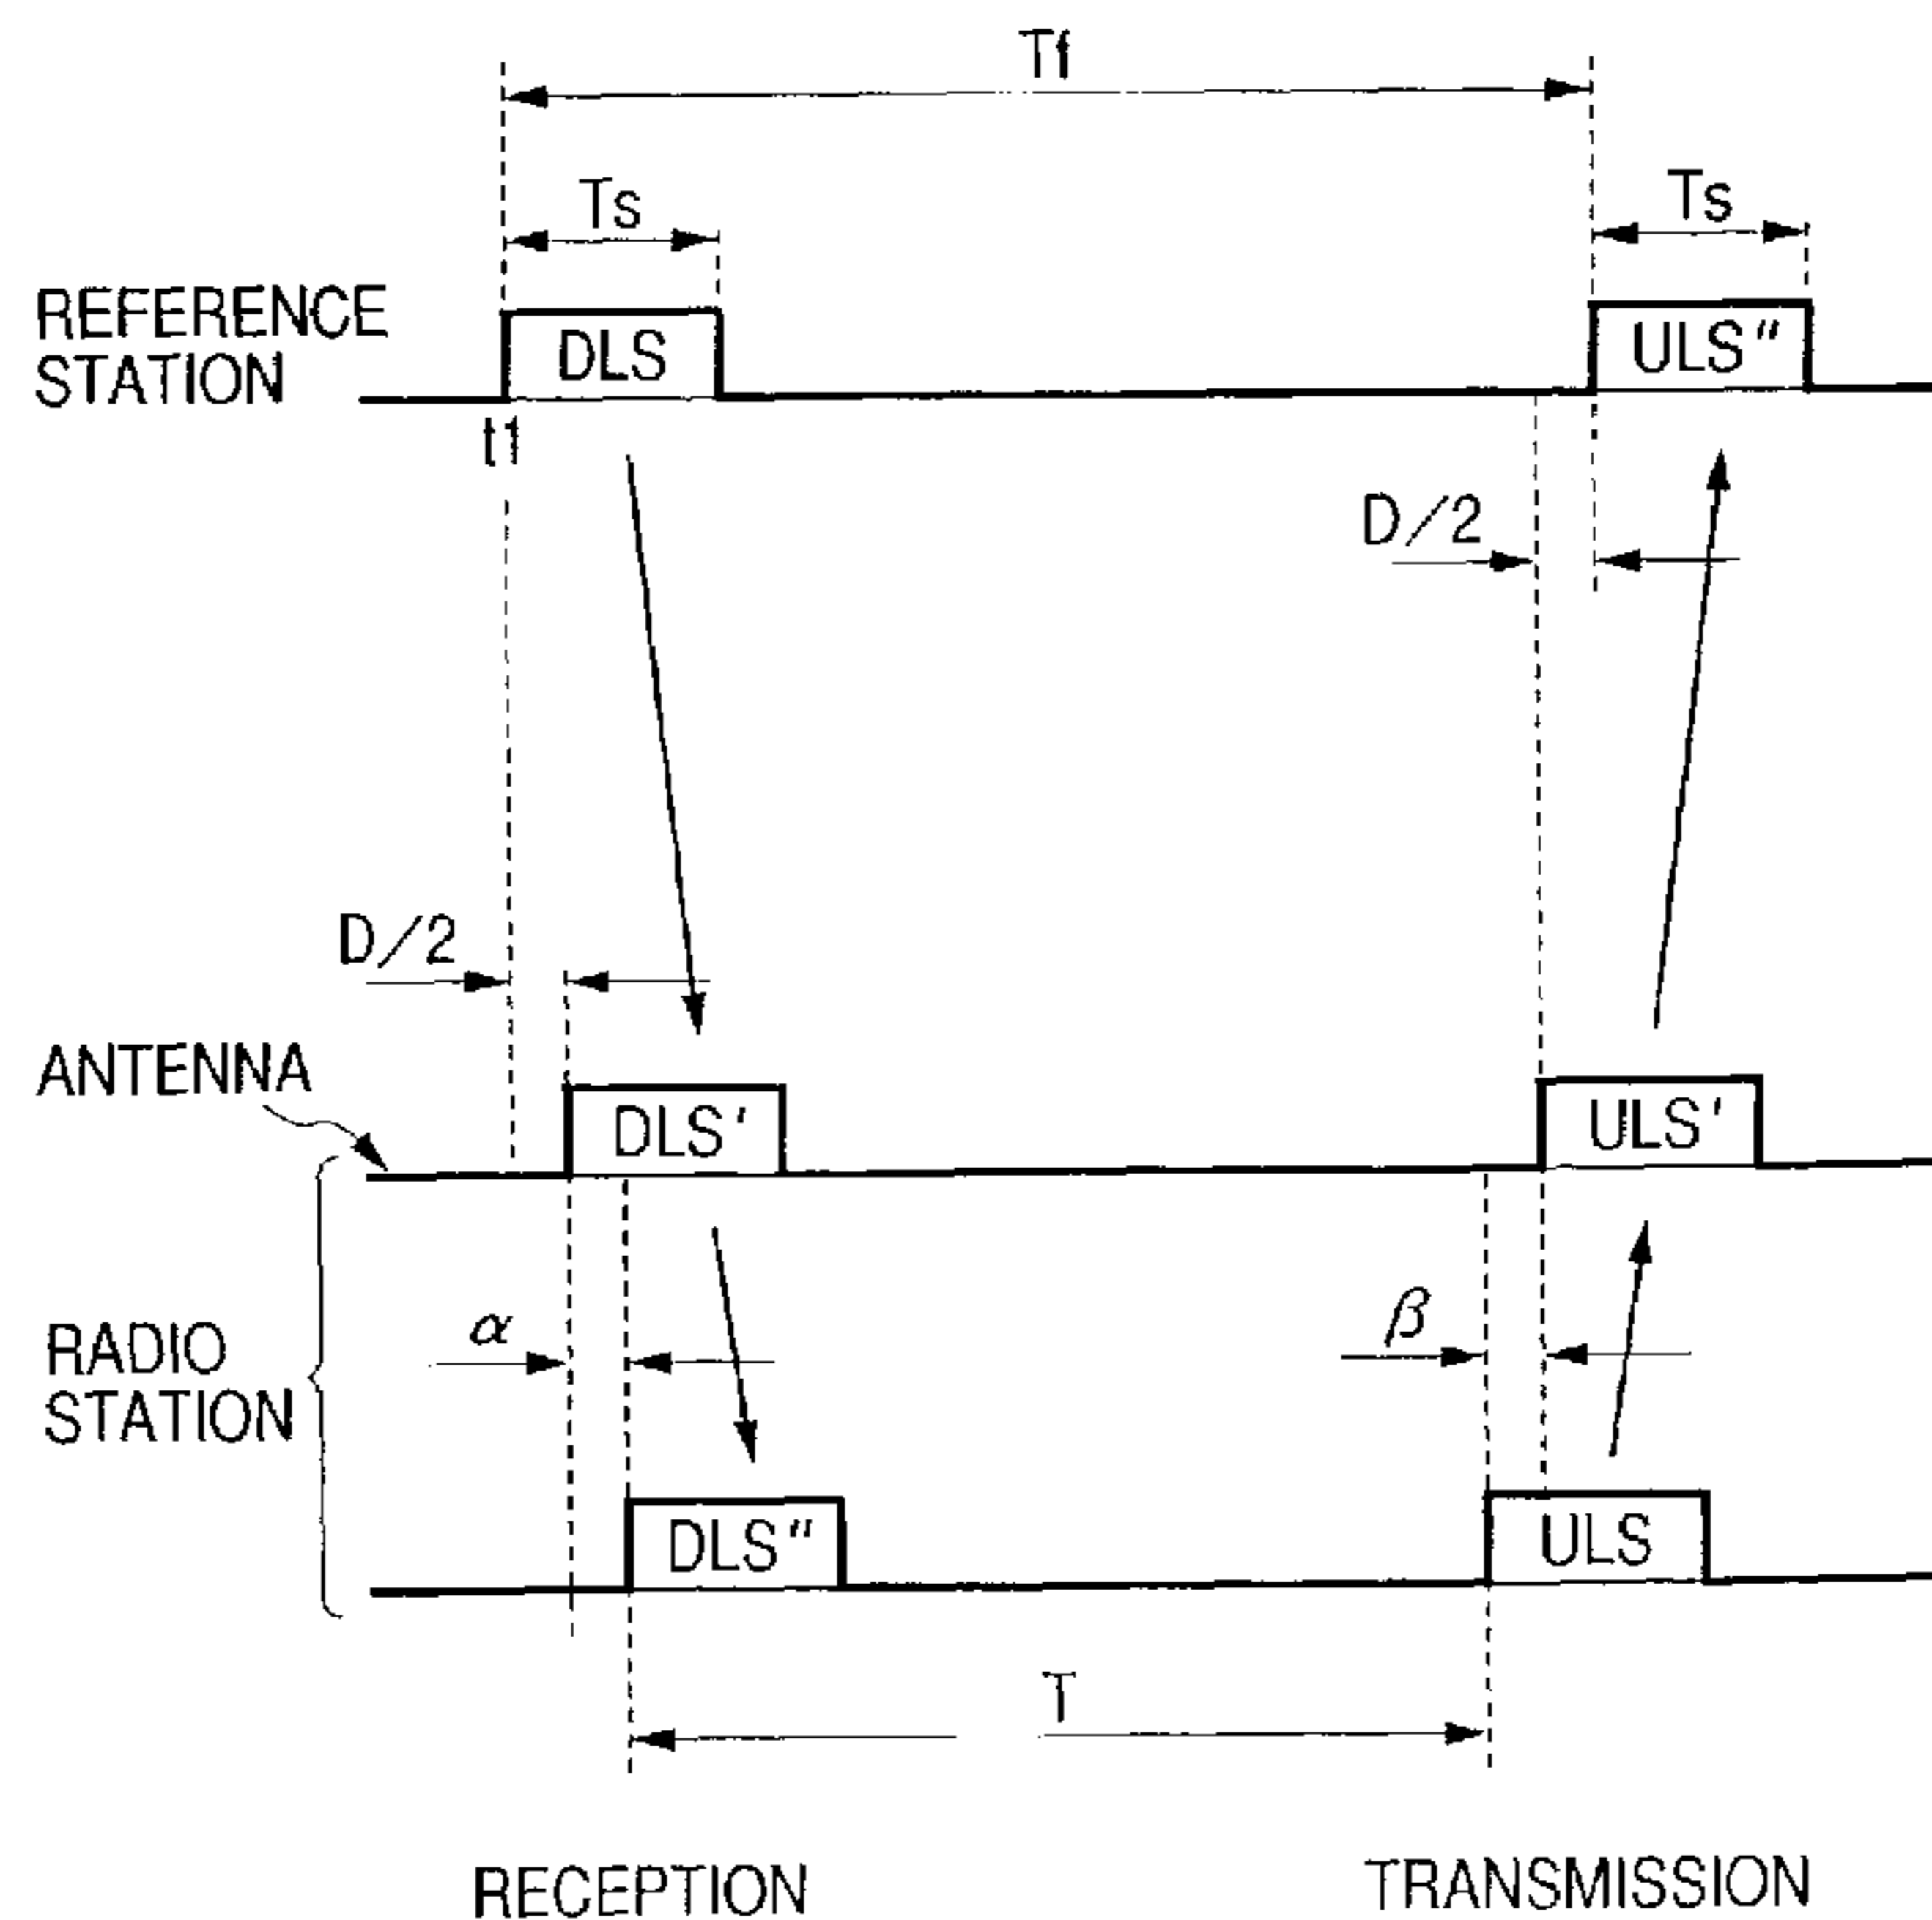 Tf
Ts
Ts
REFERENCE
STATION
DLS
ULS"
t1
D/2
D/2
ANTENNA
DLS'
ULS'
RADIO
STATION
α
β
DLS"
ULS
T
RECEPTION
TRANSMISSION